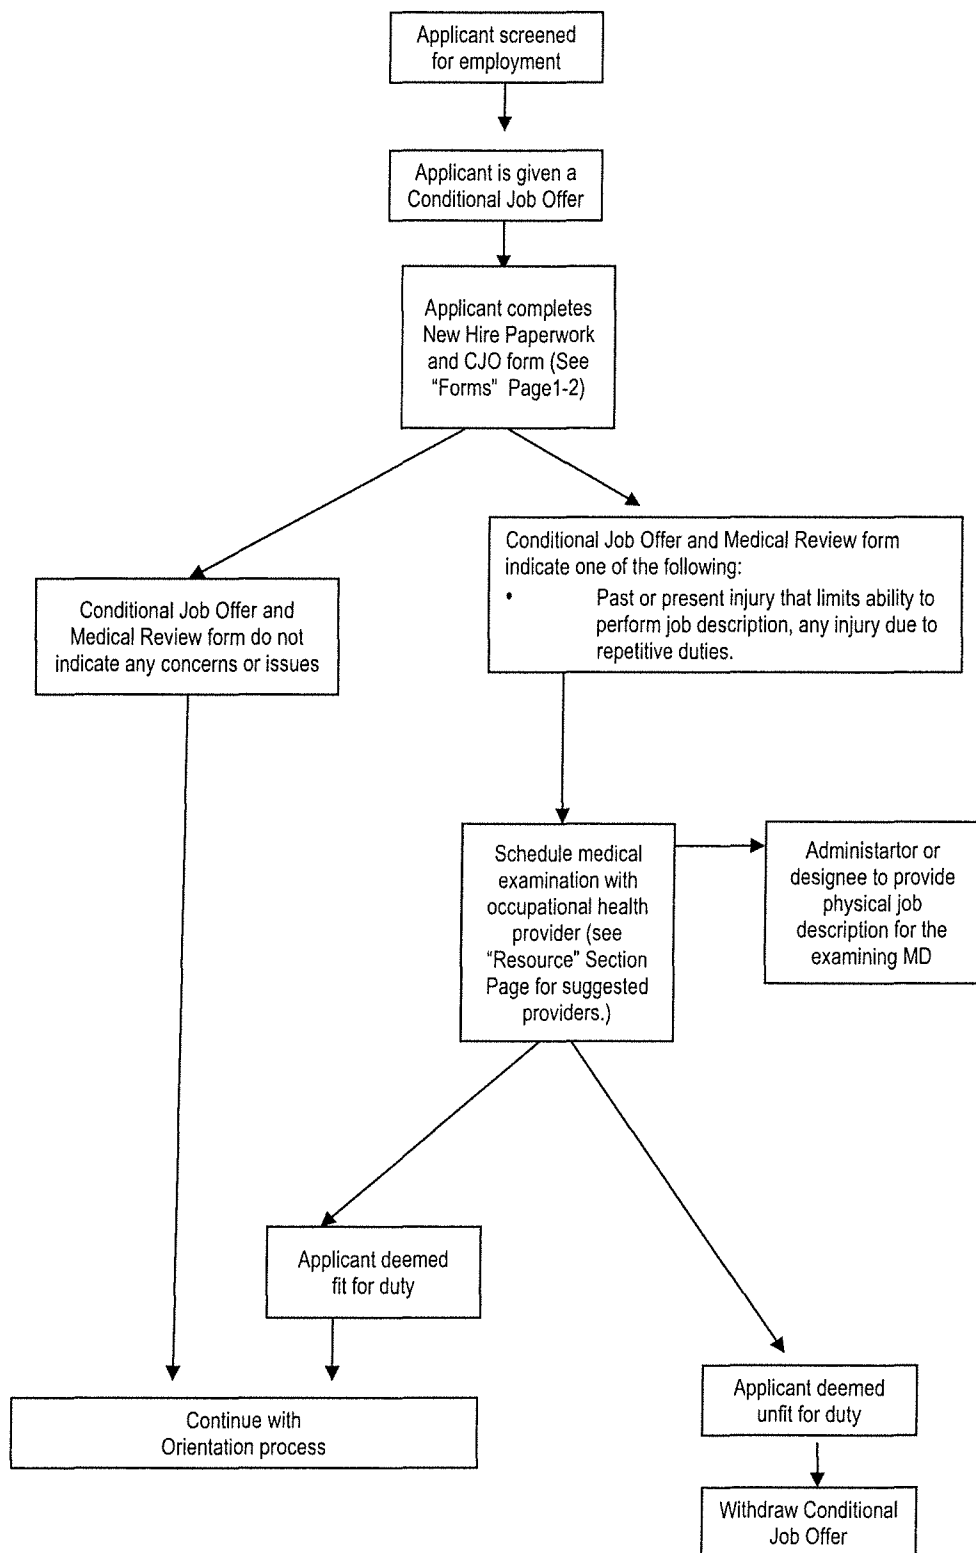 Applicant screened
for employment
Applicant is given a
Conditional Job Offer
Applicant completes
New Hire Paperwork
and CJO form (See
"Forms" Page1-2)
Conditional Job Offer and
Medical Review form do not
indicate any concerns or issues
Conditional Job Offer and Medical Review form
indicate one of the following:
• Past or present injury that limits ability to
perform job description, any injury due to
repetitive duties.
Schedule medical
examination with
occupational health
provider (see
"Resource" Section
Page for suggested
providers.)
Administartor or
designee to provide
physical job
description for the
examining MD
Applicant deemed
fit for duty
Continue with
Orientation process
Applicant deemed
unfit for duty
Withdraw Conditional
Job Offer